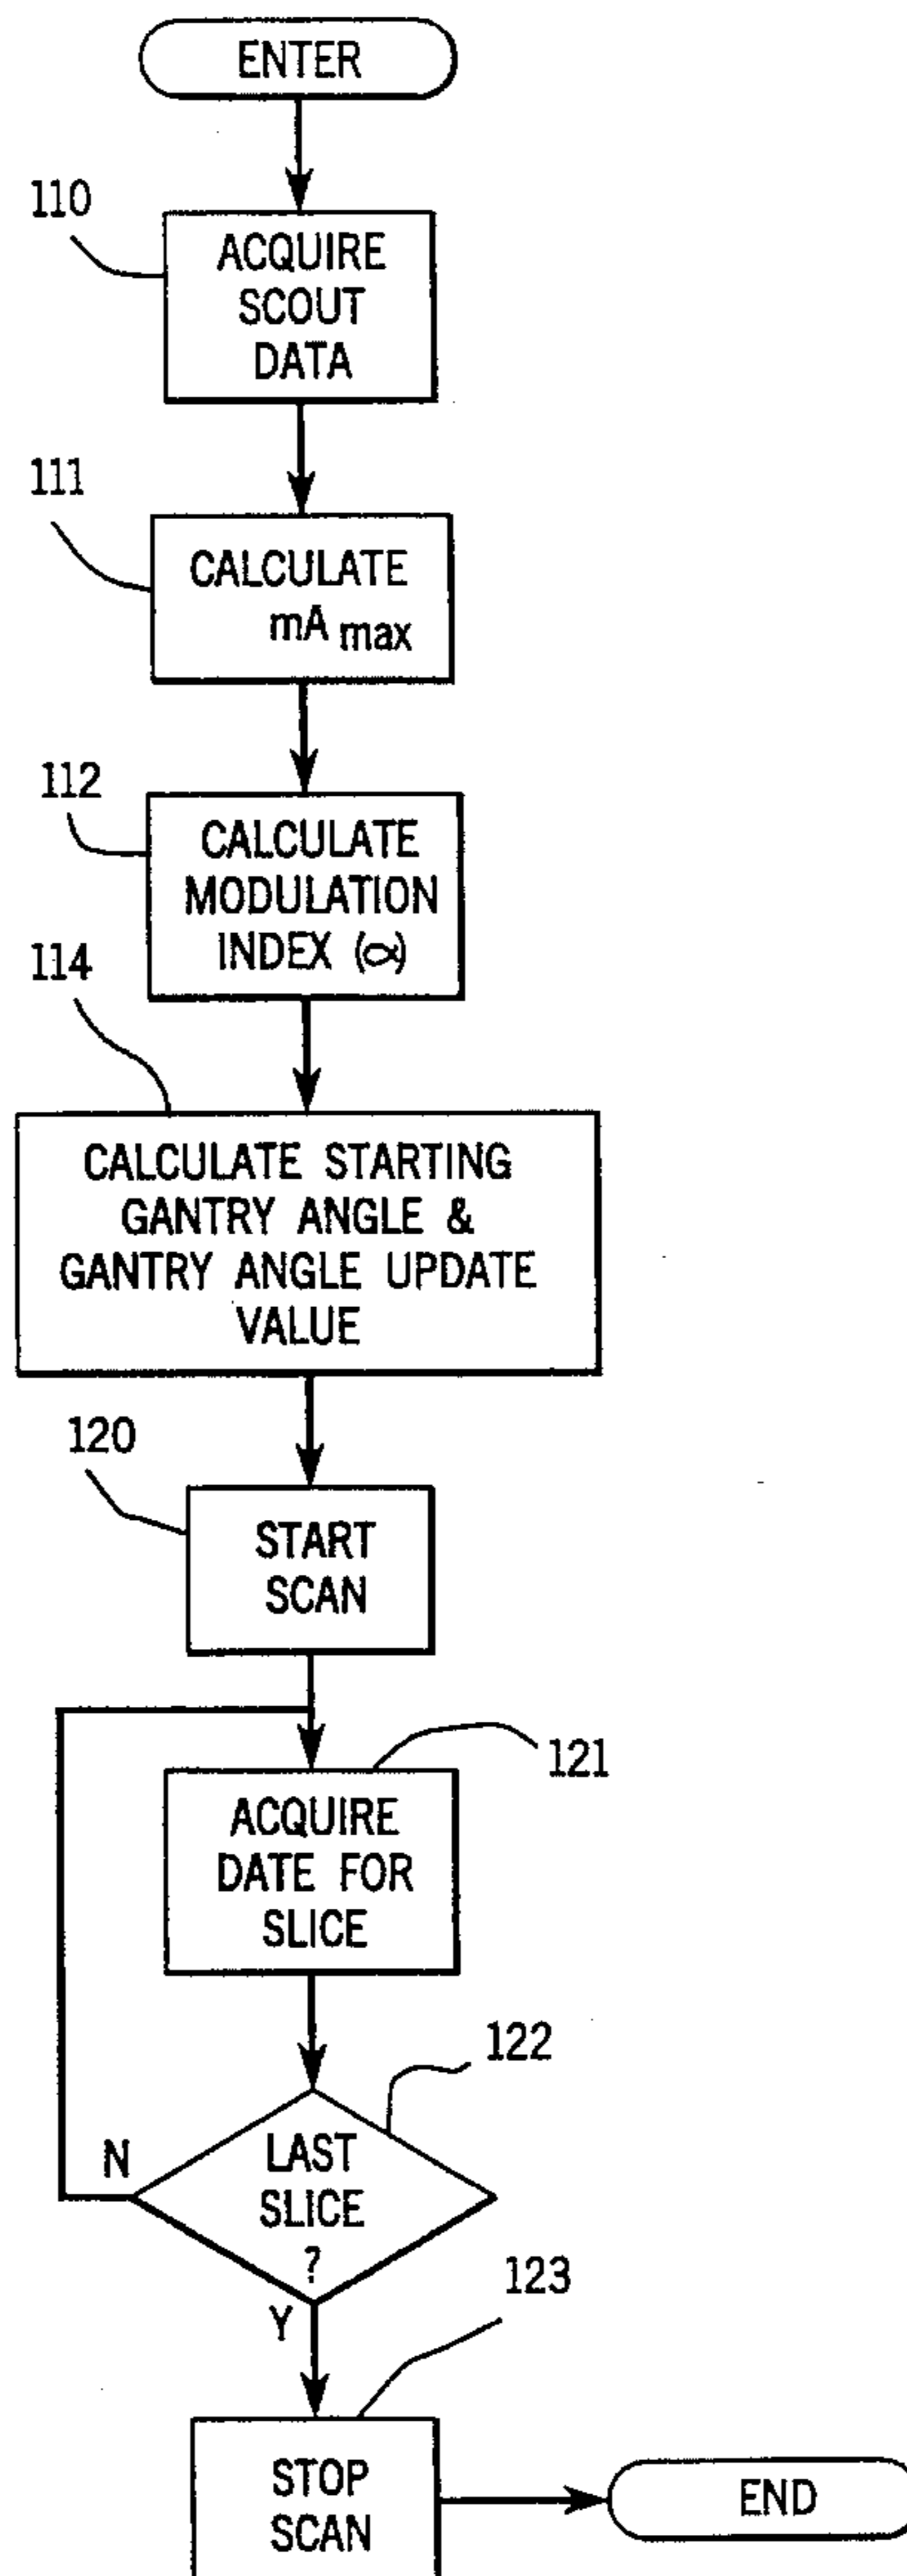 ENTER
110
ACQUIRE
SCOUT
DATA
111
CALCULATE
mA max
112
CALCULATE
MODULATION
INDEX (α)
114
CALCULATE STARTING
GANTRY ANGLE &
GANTRY ANGLE UPDATE
VALUE
120
START
SCAN
121
ACQUIRE
DATE FOR
SLICE
122
N
LAST
SLICE
?
Y
123
STOP
SCAN
END